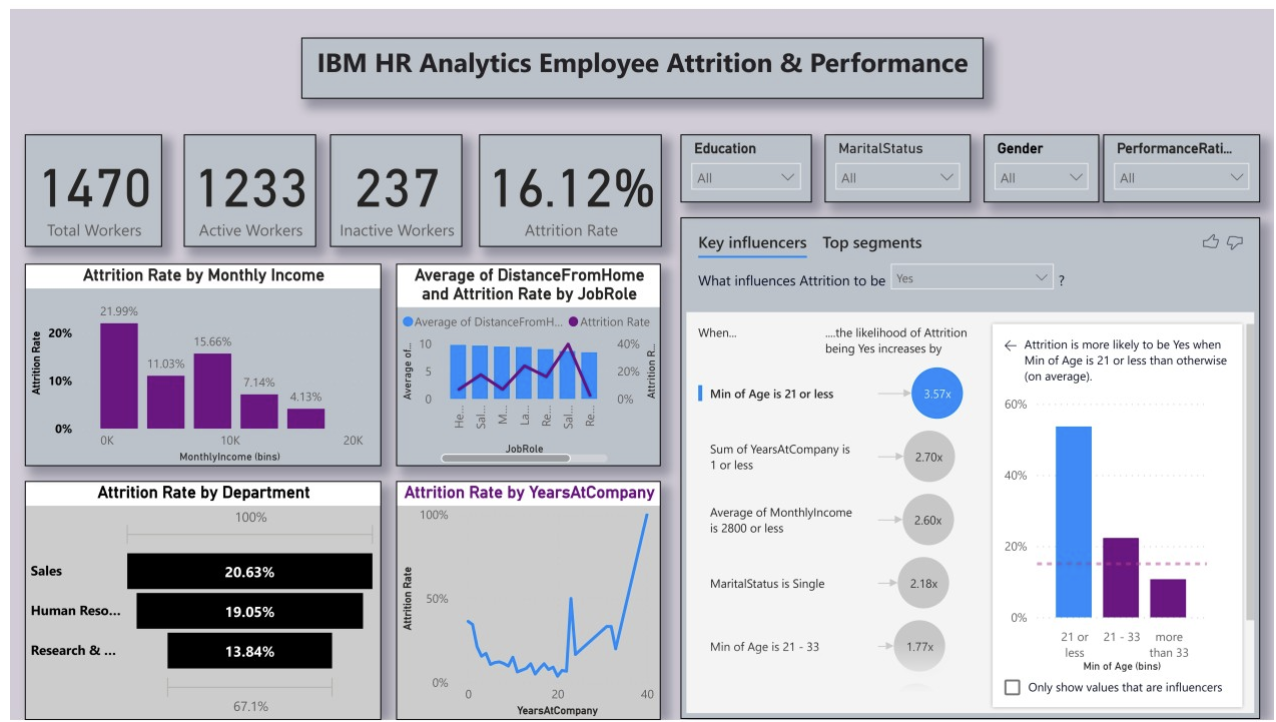 IBM HR Analytics Employee Attrition & Performance
1470
Total Workers
1233
Active Workers
237
Inactive Workers
16.12%
Attrition Rate
Education
All
MaritalStatus
All
Gender
All
PerformanceRati...
All
Attrition Rate by Monthly Income
Attrition Rate
20%
10%
0%
21.99%
11.03%
15.66%
7.14%
4.13%
0K
10K
20K
MonthlyIncome (bins)
Average of DistanceFromHome
and Attrition Rate by JobRole
Average of DistanceFromH...
Attrition Rate
Average of...
10
5
0
40%
20%
0%
Attrition R...
He...
Sal...
M...
La...
Re...
Sal...
Re...
JobRole
Attrition Rate by Department
100%
Sales
20.63%
Human Reso...
19.05%
Research & ...
13.84%
67.1%
Attrition Rate by YearsAtCompany
Attrition Rate
100%
50%
0%
0
20
40
YearsAtCompany
Key influencers
Top segments
What influences Attrition to be
Yes
?
When...
....the likelihood of Attrition
being Yes increases by
Min of Age is 21 or less
3.57x
Sum of YearsAtCompany is
1 or less
2.70x
Average of MonthlyIncome
is 2800 or less
2.60x
MaritalStatus is Single
2.18x
Min of Age is 21 - 33
1.77x
Attrition is more likely to be Yes when
Min of Age is 21 or less than otherwise
(on average).
60%
40%
20%
0%
21 or
less
21 - 33
more
than 33
Min of Age (bins)
Only show values that are influencers